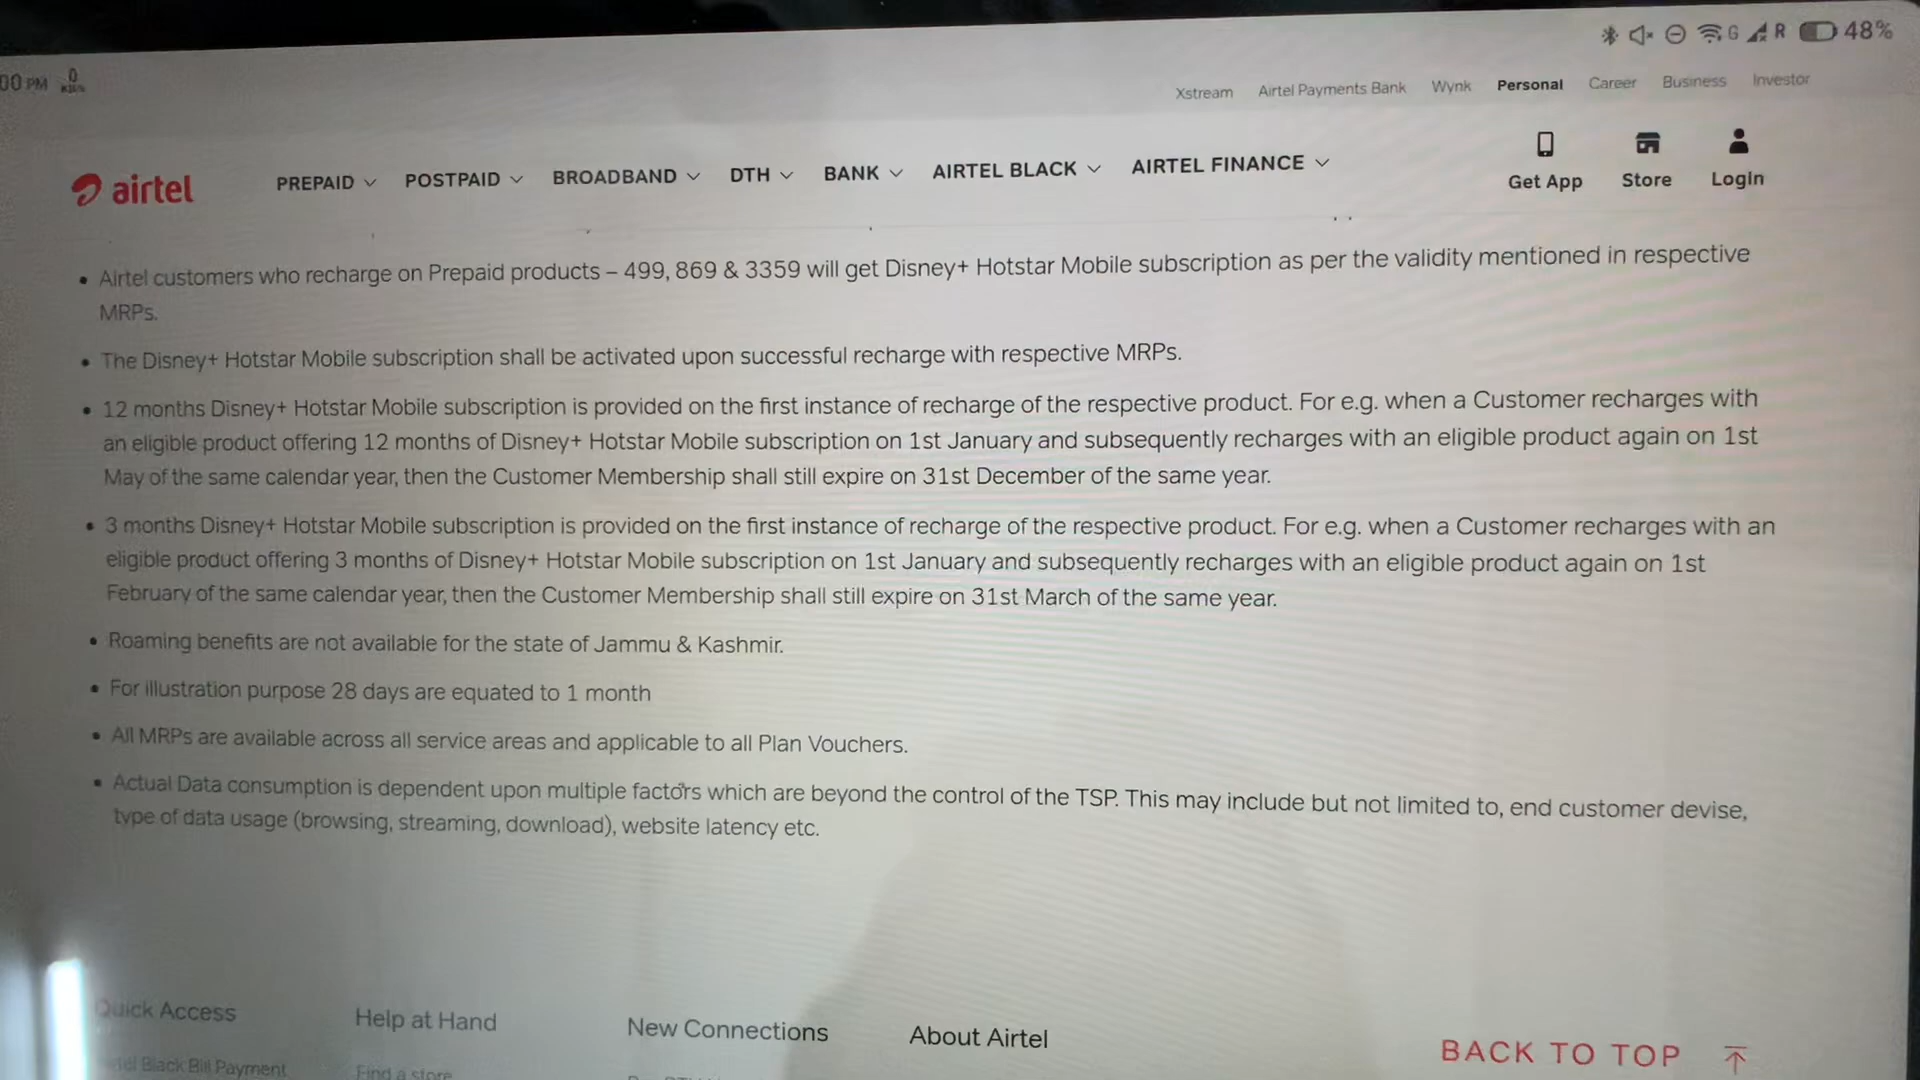 00 PM 0
G R 48%
Xstream Airtel Payments Bank Wynk Personal Career Business Investor
airtel PREPAID POSTPAID BROADBAND DTH BANK AIRTEL BLACK AIRTEL FINANCE Get App Store LogIn
• Airtel customers who recharge on Prepaid products – 499, 869 & 3359 will get Disney+ Hotstar Mobile subscription as per the validity mentioned in respective
MRPs.
• The Disney+ Hotstar Mobile subscription shall be activated upon successful recharge with respective MRPs.
• 12 months Disney+ Hotstar Mobile subscription is provided on the first instance of recharge of the respective product. For e.g. when a Customer recharges with
an eligible product offering 12 months of Disney+ Hotstar Mobile subscription on 1st January and subsequently recharges with an eligible product again on 1st
May of the same calendar year, then the Customer Membership shall still expire on 31st December of the same year.
• 3 months Disney+ Hotstar Mobile subscription is provided on the first instance of recharge of the respective product. For e.g. when a Customer recharges with an
eligible product offering 3 months of Disney+ Hotstar Mobile subscription on 1st January and subsequently recharges with an eligible product again on 1st
February of the same calendar year, then the Customer Membership shall still expire on 31st March of the same year.
• Roaming benefits are not available for the state of Jammu & Kashmir.
• For illustration purpose 28 days are equated to 1 month
• All MRPs are available across all service areas and applicable to all Plan Vouchers.
• Actual Data consumption is dependent upon multiple factors which are beyond the control of the TSP. This may include but not limited to, end customer devise,
type of data usage (browsing, streaming, download), website latency etc.
Quick Access Help at Hand New Connections About Airtel BACK TO TOP
Black Bill Payment Find a store